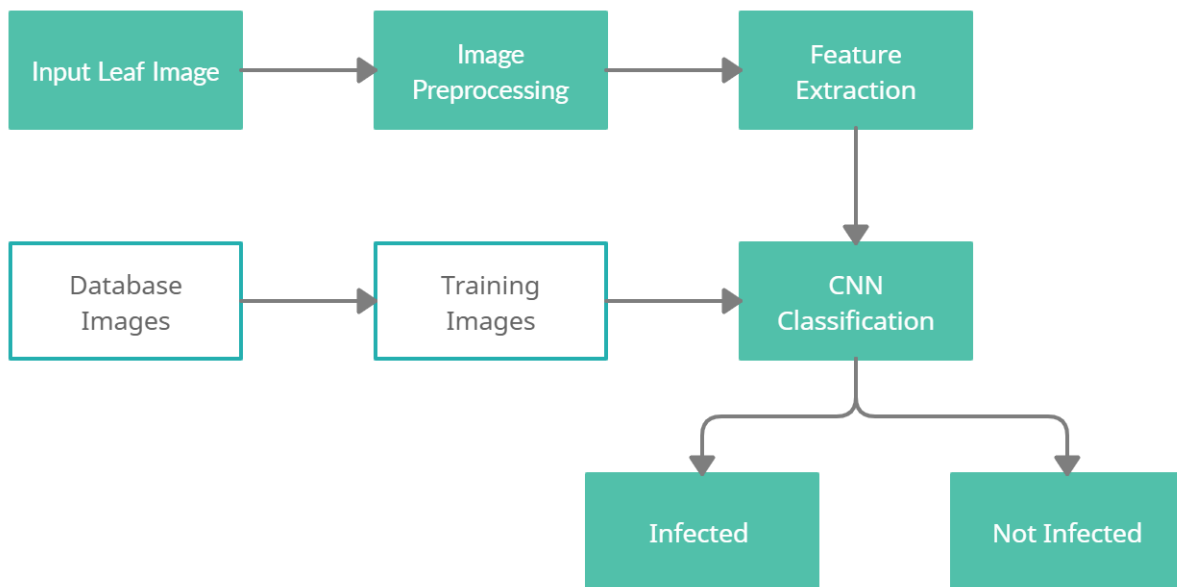 Input Leaf Image
Image
Preprocessing
Feature
Extraction
Database
Images
Training
Images
CNN
Classification
Infected
Not Infected